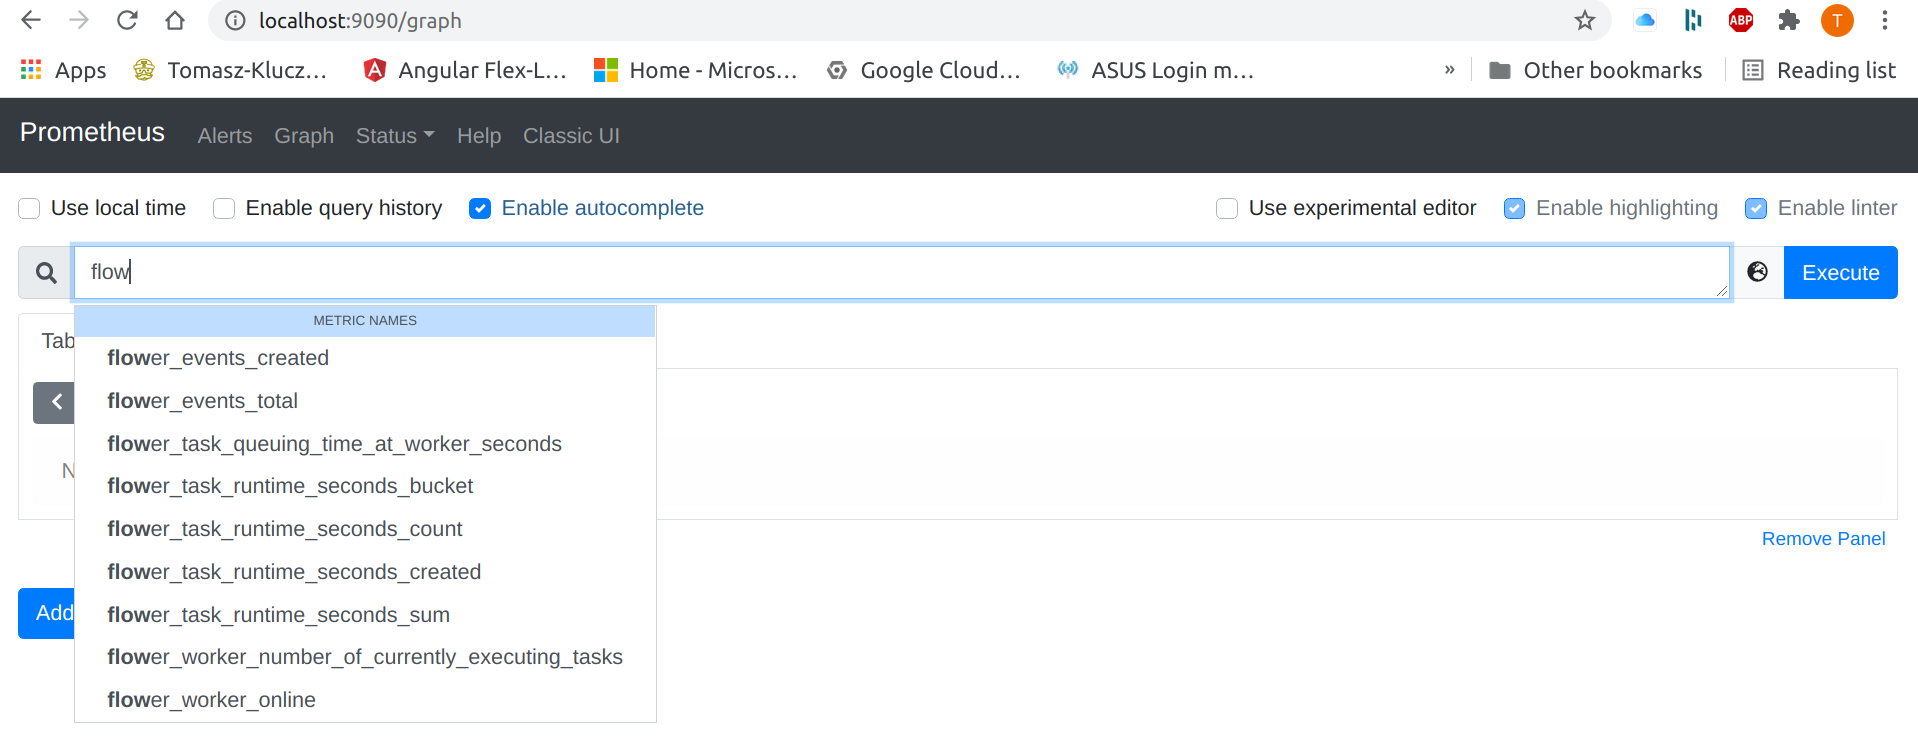 localhost:9090/graph
ABP
T
Apps
Tomasz-Klucz...
Angular Flex-L...
Home - Micros...
Google Cloud...
ASUS Login m...
»
Other bookmarks
Reading list
Prometheus
Alerts
Graph
Status
Help
Classic UI
Use local time
Enable query history
Enable autocomplete
Use experimental editor
Enable highlighting
Enable linter
flow
Execute
METRIC NAMES
Tab
flower_events_created
flower_events_total
flower_task_queuing_time_at_worker_seconds
N
flower_task_runtime_seconds_bucket
flower_task_runtime_seconds_count
Remove Panel
flower_task_runtime_seconds_created
Add
flower_task_runtime_seconds_sum
flower_worker_number_of_currently_executing_tasks
flower_worker_online